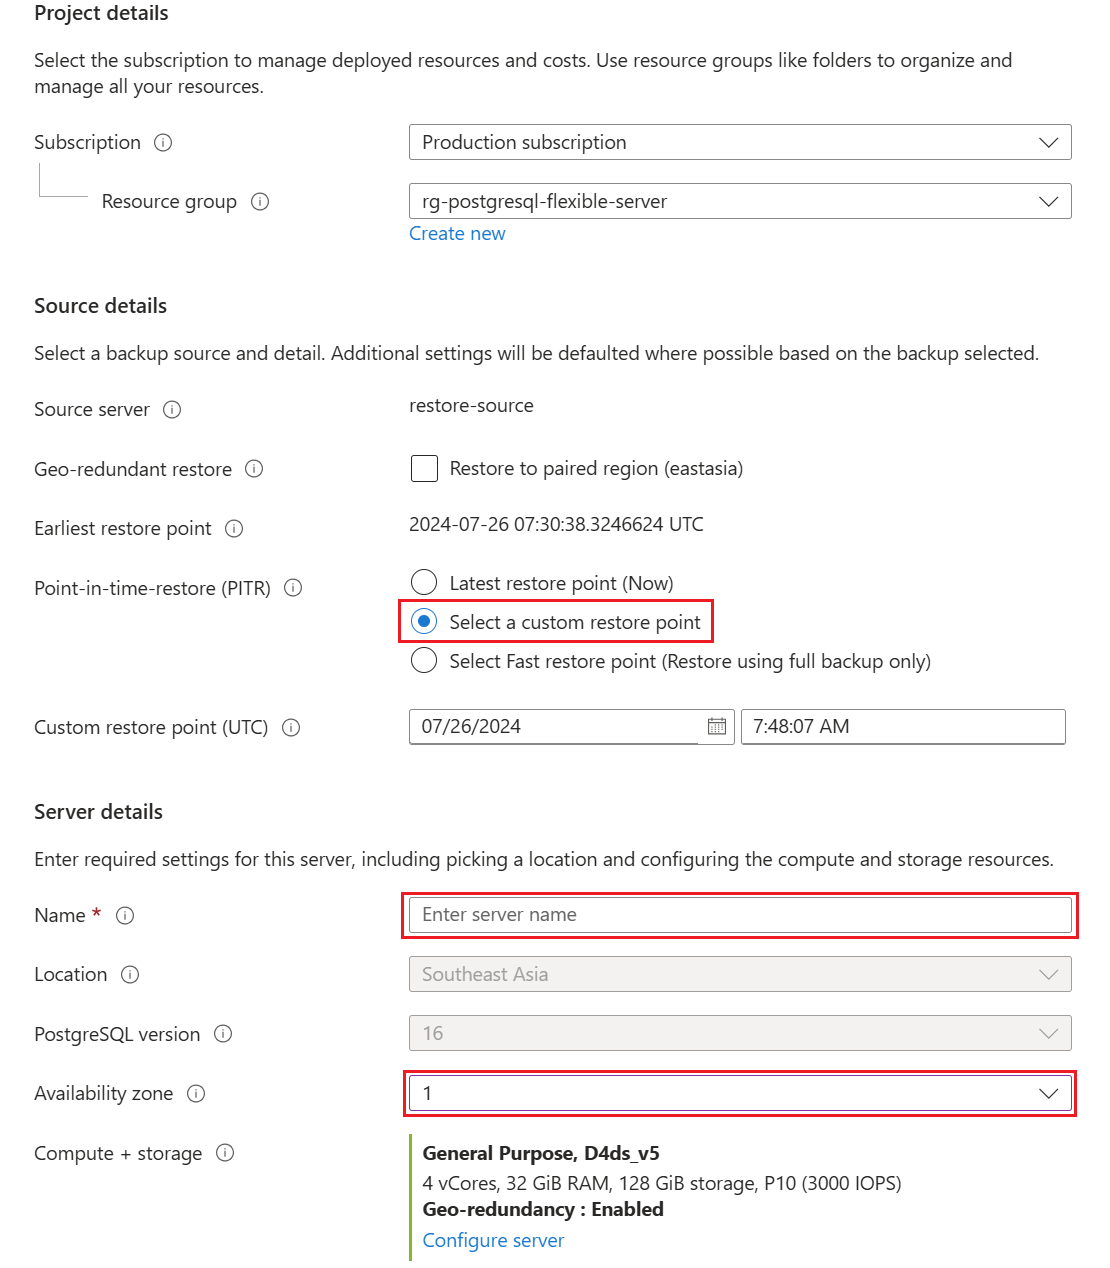 Project details
Select the subscription to manage deployed resources and costs. Use resource groups like folders to organize and
manage all your resources.
Subscription
Production subscription
Resource group
rg-postgresql-flexible-server
Create new
Source details
Select a backup source and detail. Additional settings will be defaulted where possible based on the backup selected.
Source server
restore-source
Geo-redundant restore
Restore to paired region (eastasia)
Earliest restore point
2024-07-26 07:30:38.3246624 UTC
Point-in-time-restore (PITR)
Latest restore point (Now)
Select a custom restore point
Select Fast restore point (Restore using full backup only)
Custom restore point (UTC)
07/26/2024
7:48:07 AM
Server details
Enter required settings for this server, including picking a location and configuring the compute and storage resources.
Name *
Enter server name
Location
Southeast Asia
PostgreSQL version
16
Availability zone
1
Compute + storage
General Purpose, D4ds_v5
4 vCores, 32 GiB RAM, 128 GiB storage, P10 (3000 IOPS)
Geo-redundancy : Enabled
Configure server